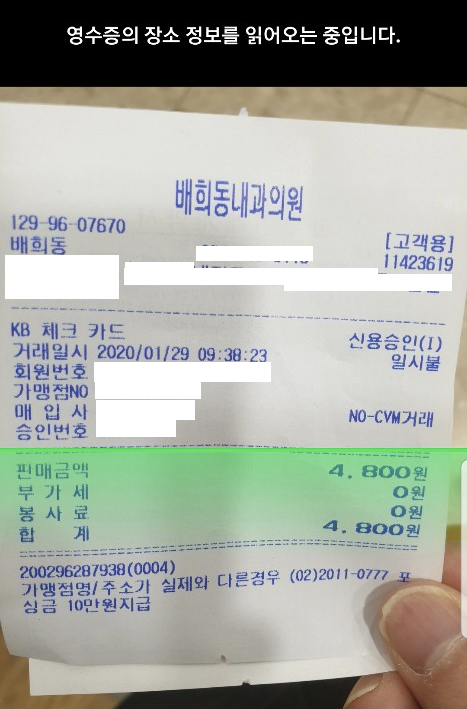 영수증의 장소 정보를 읽어오는 중입니다.
배희동내과의원
129-96-07670
배희동 [고객용]
11423619
KB 체크 카드 신용승인(I)
거래일시 2020/01/29 09:38:23 일시불
회원번호
가맹점NO
매 입 사 NO-CVM거래
승인번호
판매금액 4,800원
부 가 세 0원
봉 사 료 0원
합 계 4,800원
200296287938(0004)
가맹점명/주소가 실제와 다른경우 (02)2011-0777 포
상금 10만원지급